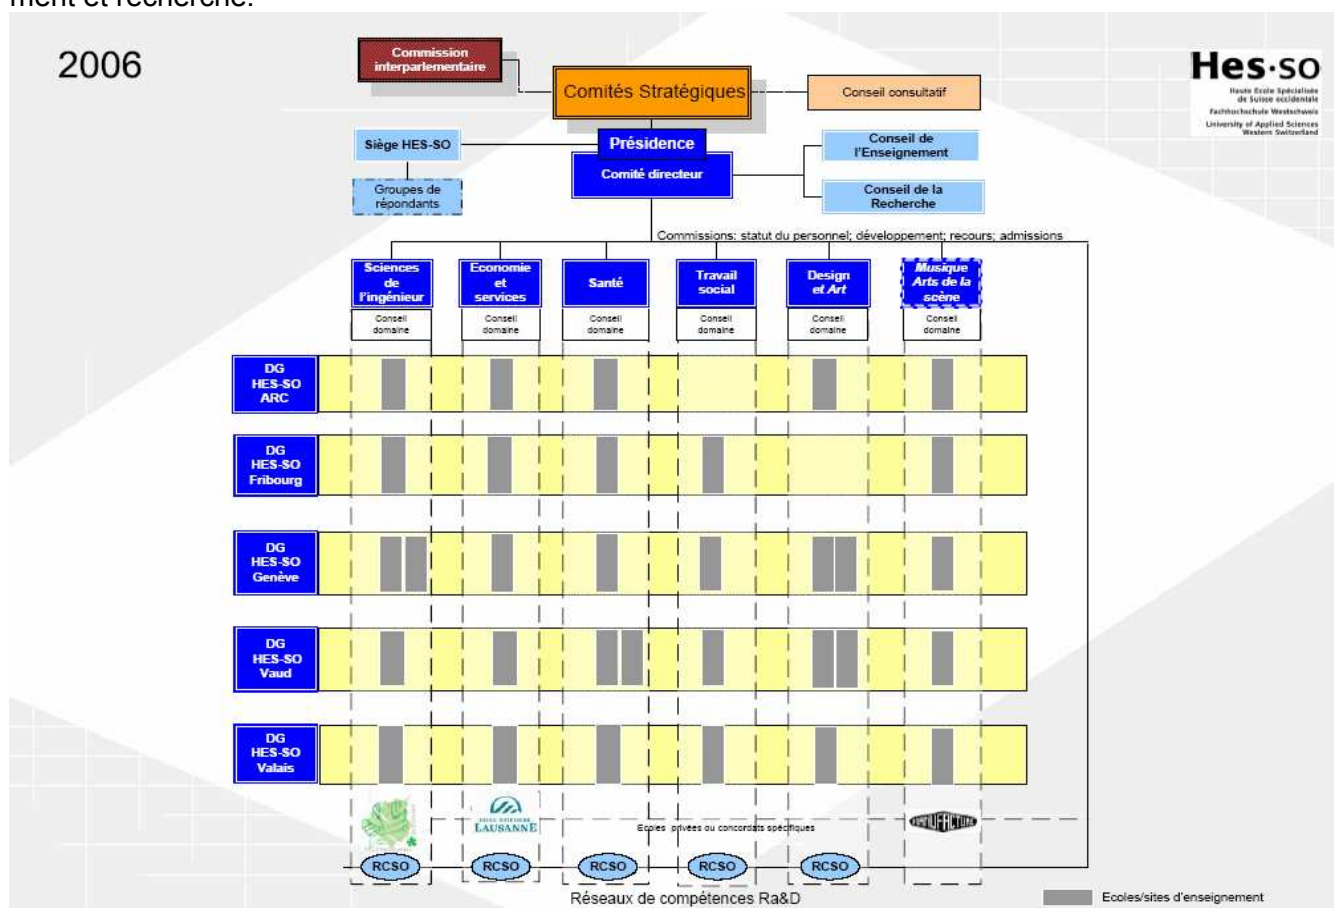 ment et recherche.
2006
Commission
interparlementaire
Comités Stratégiques
Conseil consultatif
Hes·so
Haute Ecole Spécialisée
de Suisse occidentale
Fachhochschule Westschweiz
University of Applied Sciences
Western Switzerland
Siège HES-SO
Présidence
Comité directeur
Conseil de
l'Enseignement
Groupes de
répondants
Conseil de la
Recherche
Commissions: statut du personnel; développement; recours; admissions
Sciences
de
l'ingénieur
Economie
et
services
Santé
Travail
social
Design
et Art
Musique
Arts de la
scène
Conseil
domaine
Conseil
domaine
Conseil
domaine
Conseil
domaine
Conseil
domaine
Conseil
domaine
DG
HES-SO
ARC
DG
HES-SO
Fribourg
DG
HES-SO
Genève
DG
HES-SO
Vaud
DG
HES-SO
Valais
LAUSANNE
Ecoles privées ou concordats spécifiques
MANUFACTURE
RCSO
RCSO
RCSO
RCSO
RCSO
Réseaux de compétences Ra&D
Ecoles/sites d'enseignement